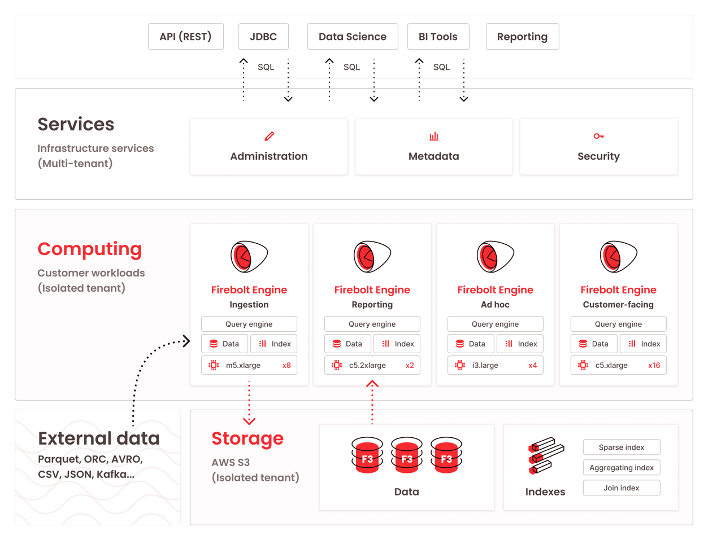 API (REST)
JDBC
Data Science
BI Tools
Reporting
SQL
SQL
SQL
Services
Infrastructure services
(Multi-tenant)
Administration
Metadata
Security
Computing
Customer workloads
(Isolated tenant)
Firebolt Engine
Ingestion
Query engine
Data
Index
m5.xlarge x8
Firebolt Engine
Reporting
Query engine
Data
Index
c5.2xlarge x2
Firebolt Engine
Ad hoc
Query engine
Data
Index
i3.large x4
Firebolt Engine
Customer-facing
Query engine
Data
Index
c5.xlarge x16
External data
Parquet, ORC, AVRO,
CSV, JSON, Kafka...
Storage
AWS S3
(Isolated tenant)
F3 F3 F3
Data
Indexes
Sparse index
Aggregating index
Join index